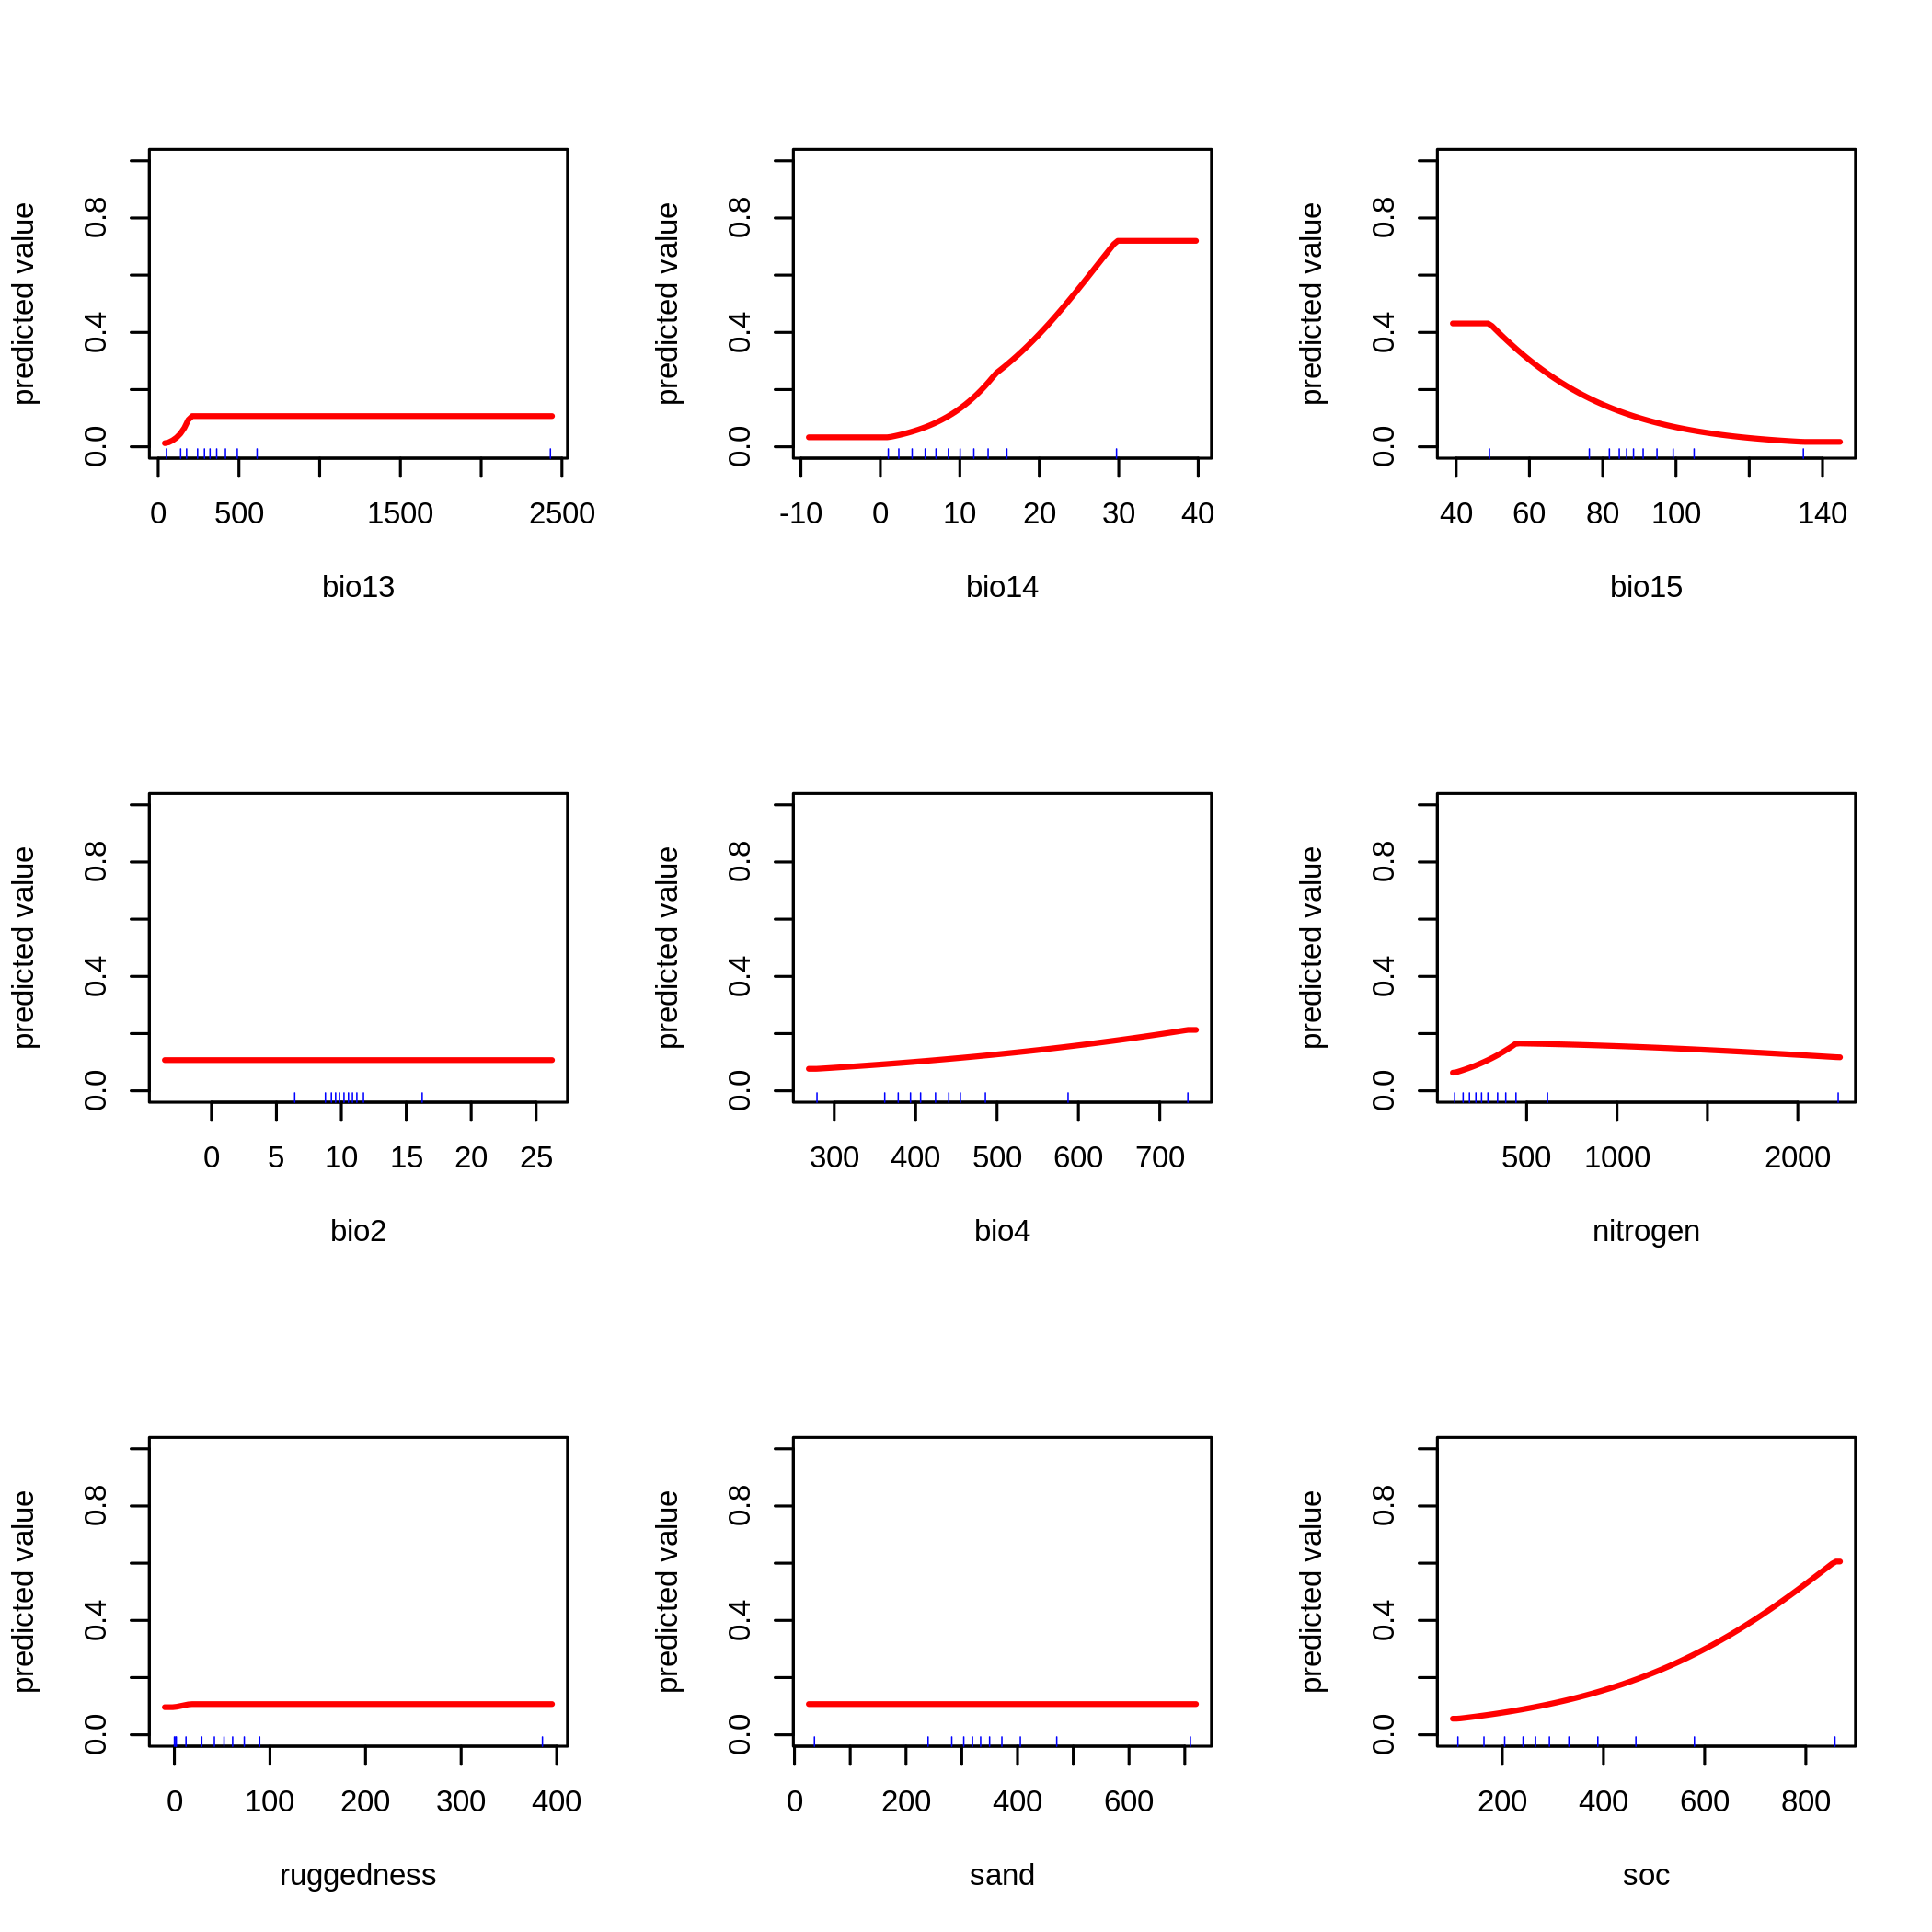 predicted value
0.0 0.4 0.8
0 500 1500 2500
bio13
predicted value
0.0 0.4 0.8
-10 0 10 20 30 40
bio14
predicted value
0.0 0.4 0.8
40 60 80 100 140
bio15
predicted value
0.0 0.4 0.8
0 5 10 15 20 25
bio2
predicted value
0.0 0.4 0.8
300 400 500 600 700
bio4
predicted value
0.0 0.4 0.8
500 1000 2000
nitrogen
predicted value
0.0 0.4 0.8
0 100 200 300 400
ruggedness
predicted value
0.0 0.4 0.8
0 200 400 600
sand
predicted value
0.0 0.4 0.8
200 400 600 800
soc